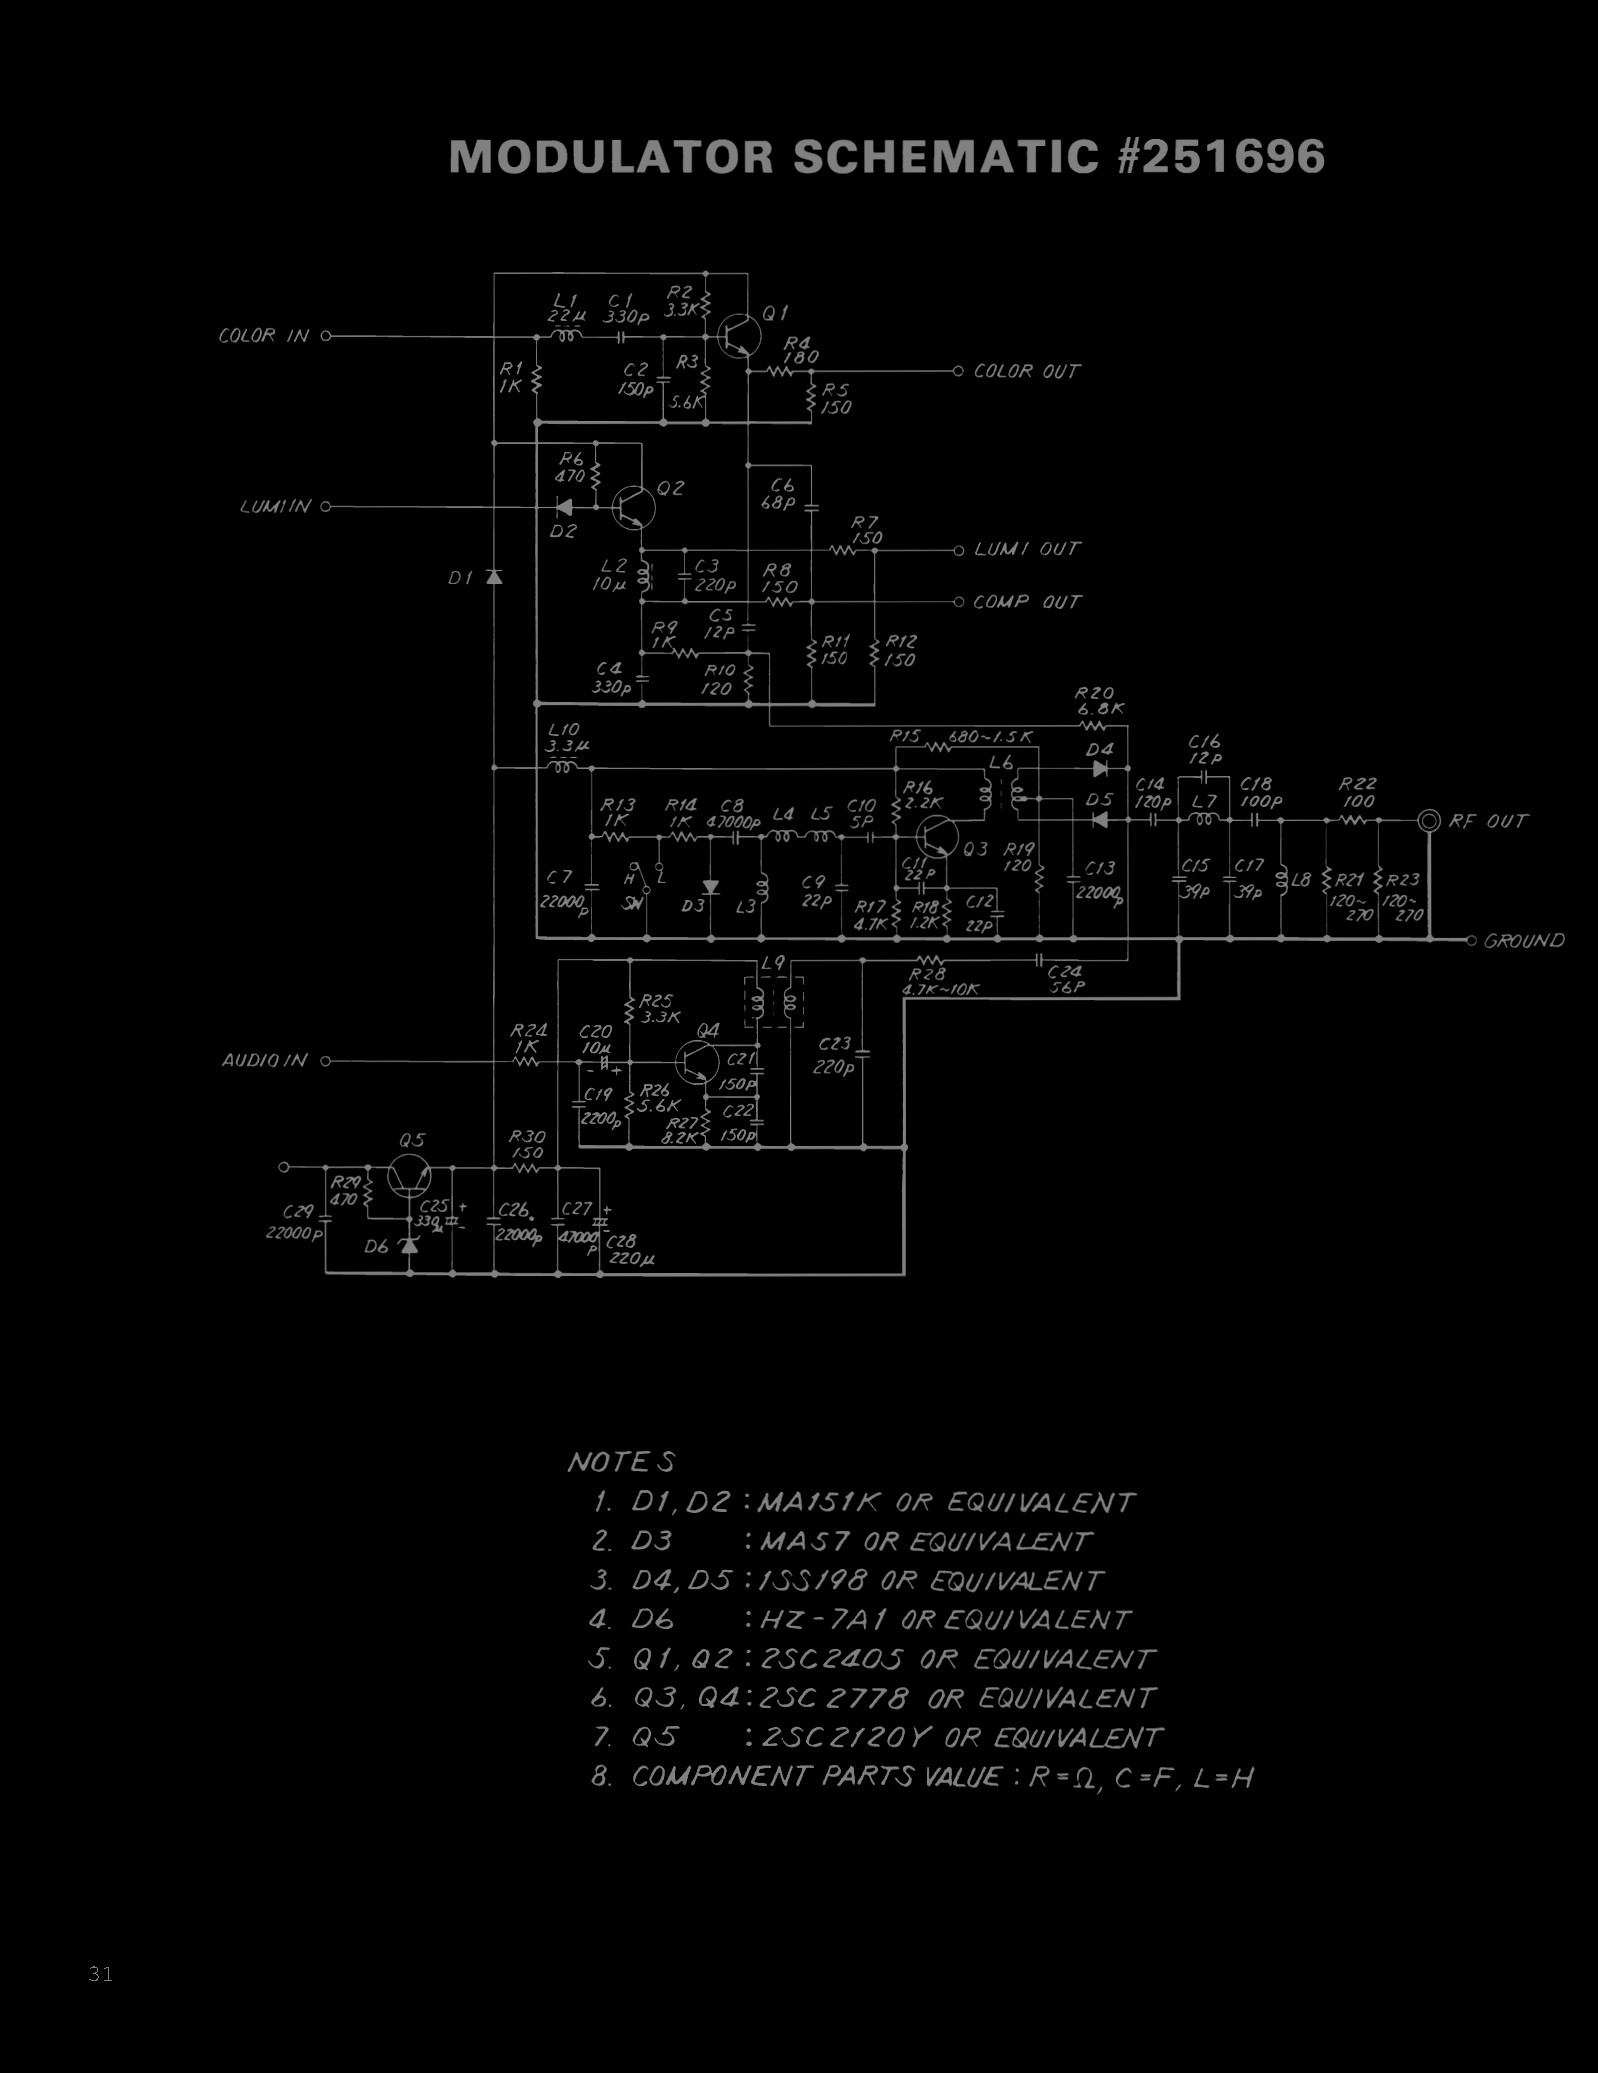 MODULATOR SCHEMATIC #251696
COLOR IN
L1
22μ
C1
330P
R2
3.3K
Q1
R1
1K
C2
150P
R3
5.6K
R4
180
COLOR OUT
R5
150
R6
470
Q2
LUMI IN
D2
C6
68P
R7
150
LUMI OUT
D1
L2
10μ
C3
220P
R8
150
COMP OUT
C5
12P
R9
1K
R11
150
R12
150
C4
330P
R10
120
R20
6.8K
L10
3.3μ
R15
680~1.5K
L6
D4
C16
12P
R13
1K
R14
1K
C8
47000P
L4
L5
C10
5P
R16
2.2K
D5
C14
120P
L7
C18
100P
R22
100
RF OUT
Q3
R19
120
C7
22000P
H
L
SW
D3
L3
C9
22P
C11
22P
R17
4.7K
R18
1.2K
C12
22P
C13
22000P
C15
39P
C17
39P
L8
R21
120~
270
R23
120~
270
GROUND
L9
R28
4.7K~10K
C24
56P
R25
3.3K
AUDIO IN
R24
1K
C20
10μ
- +
Q4
C21
150P
C23
220P
C19
2200P
R26
5.6K
R27
8.2K
C22
150P
Q5
R30
150
R29
470
C29
22000P
C25 +
330μ -
D6
C26
22000P
C27
47000P
+
-
C28
220μ
NOTES
1. D1, D2 : MA151K OR EQUIVALENT
2. D3 : MA57 OR EQUIVALENT
3. D4, D5 : 1SS198 OR EQUIVALENT
4. D6 : HZ-7A1 OR EQUIVALENT
5. Q1, Q2 : 2SC2405 OR EQUIVALENT
6. Q3, Q4 : 2SC 2778 OR EQUIVALENT
7. Q5 : 2SC2120Y OR EQUIVALENT
8. COMPONENT PARTS VALUE : R=Ω, C=F, L=H
31